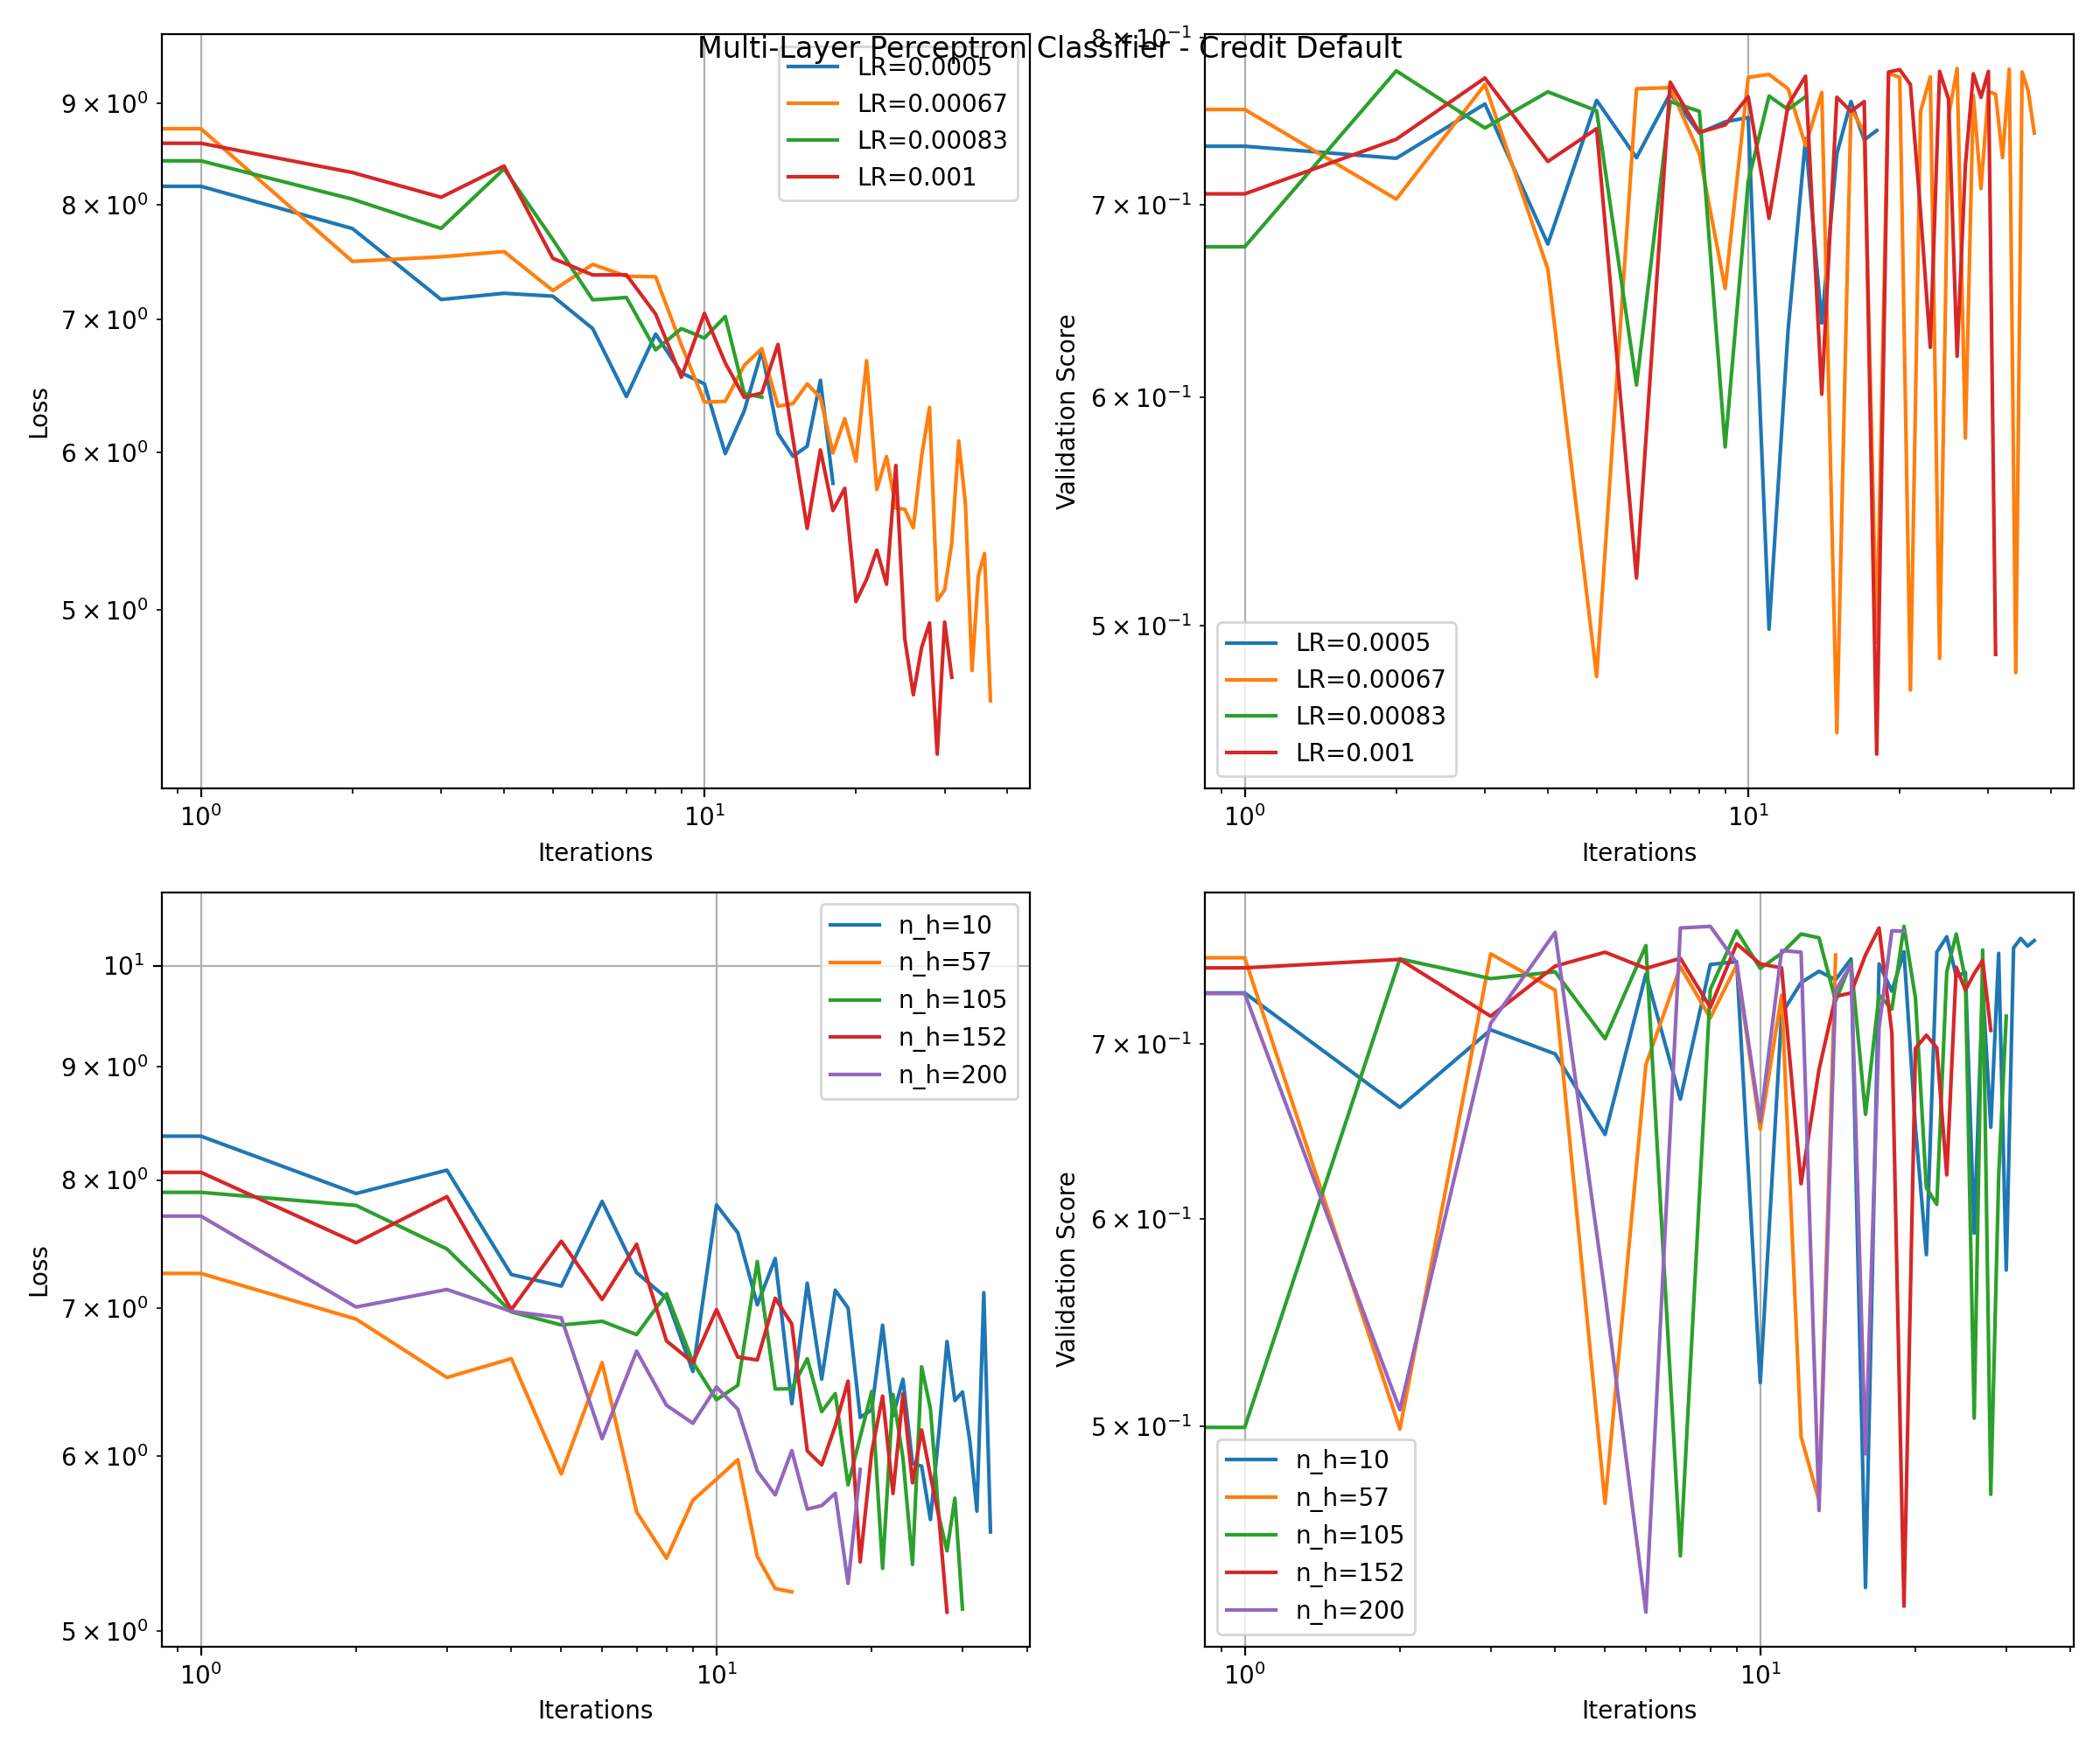 Multi-Layer Perceptron Classifier - Credit Default
LR=0.0005
LR=0.00067
LR=0.00083
LR=0.001
9 × 10⁰
8 × 10⁰
7 × 10⁰
6 × 10⁰
5 × 10⁰
Loss
10⁰ 10¹
Iterations
8 × 10⁻¹
7 × 10⁻¹
6 × 10⁻¹
5 × 10⁻¹
Validation Score
LR=0.0005
LR=0.00067
LR=0.00083
LR=0.001
10⁰ 10¹
Iterations
10¹
9 × 10⁰
8 × 10⁰
7 × 10⁰
6 × 10⁰
5 × 10⁰
Loss
n_h=10
n_h=57
n_h=105
n_h=152
n_h=200
10⁰ 10¹
Iterations
7 × 10⁻¹
6 × 10⁻¹
5 × 10⁻¹
Validation Score
n_h=10
n_h=57
n_h=105
n_h=152
n_h=200
10⁰ 10¹
Iterations